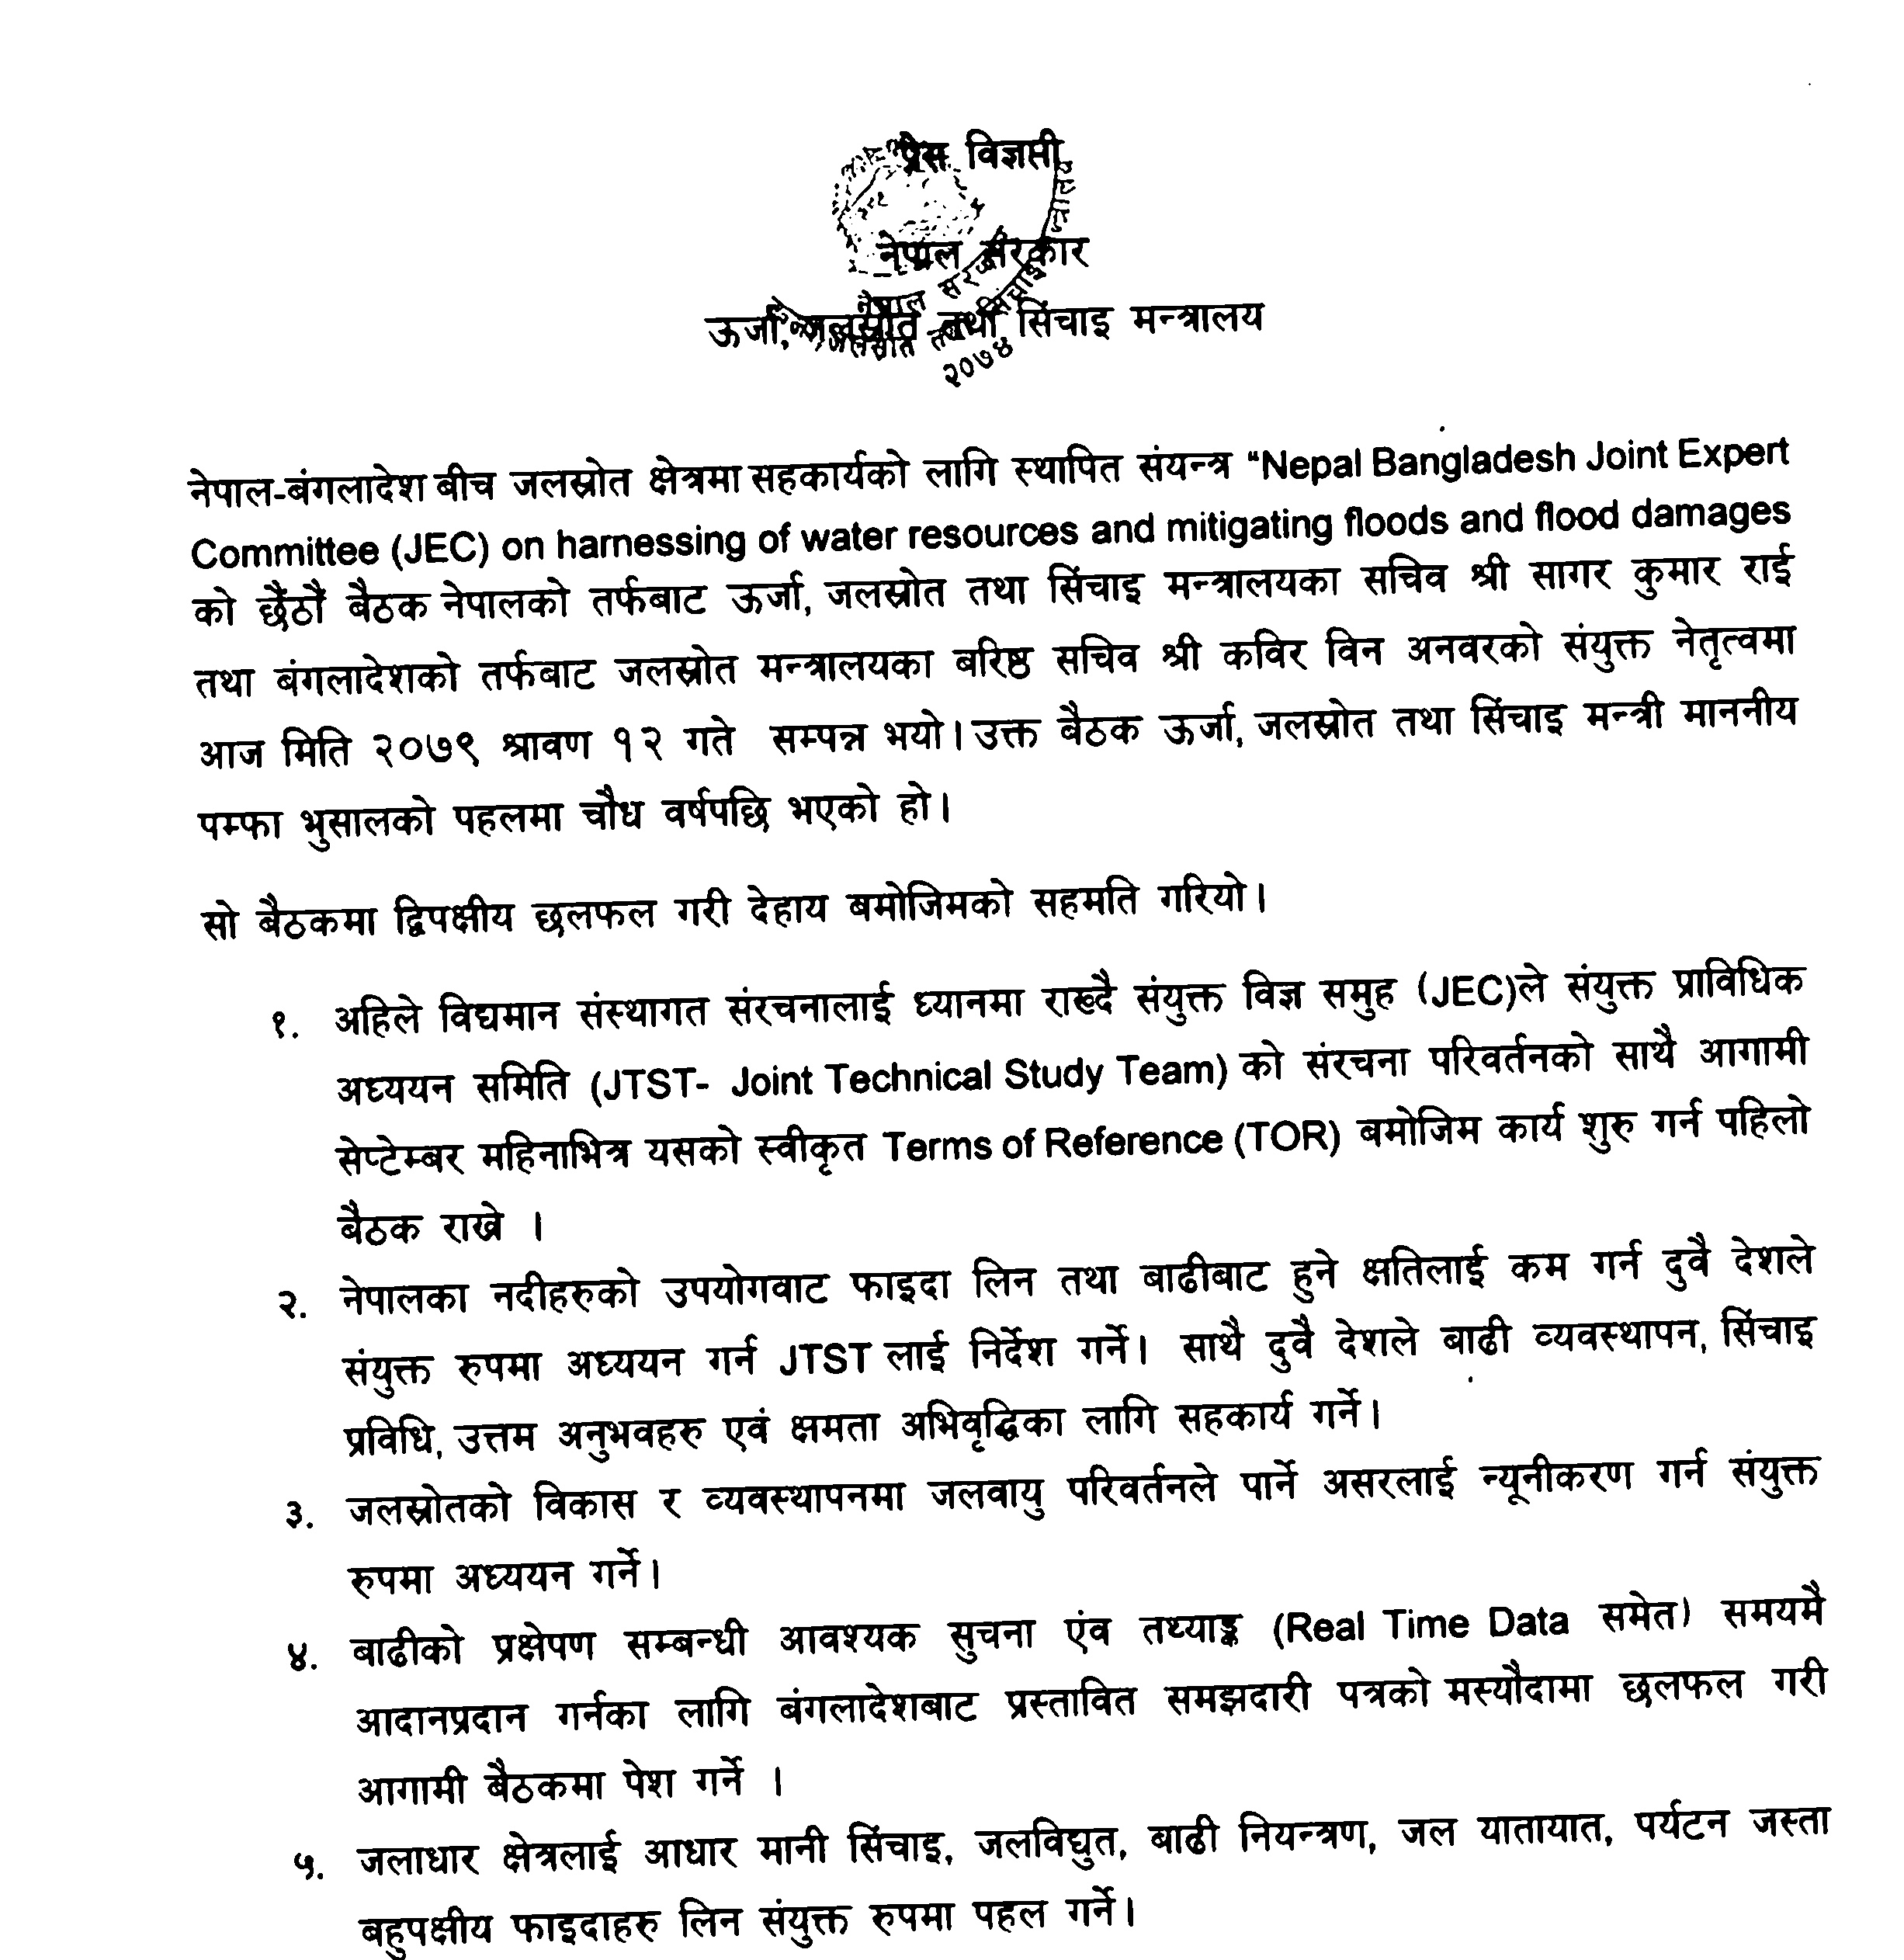 प्रेस विज्ञप्ती
नेपाल सरकार
ऊर्जा, जलस्रोत तथा सिंचाइ मन्त्रालय
नेपाल सरकार
जलस्रोत तथा सिंचाइ
२०७४
नेपाल-बंगलादेश बीच जलस्रोत क्षेत्रमा सहकार्यको लागि स्थापित संयन्त्र “Nepal Bangladesh Joint Expert
Committee (JEC) on harnessing of water resources and mitigating floods and flood damages
को छैंठौं बैठक नेपालको तर्फबाट ऊर्जा, जलस्रोत तथा सिंचाइ मन्त्रालयका सचिव श्री सागर कुमार राई
तथा बंगलादेशको तर्फबाट जलस्रोत मन्त्रालयका बरिष्ठ सचिव श्री कविर विन अनवरको संयुक्त नेतृत्वमा
आज मिति २०७९ श्रावण १२ गते सम्पन्न भयो। उक्त बैठक ऊर्जा, जलस्रोत तथा सिंचाइ मन्त्री माननीय
पम्फा भुसालको पहलमा चौध वर्षपछि भएको हो।
सो बैठकमा द्विपक्षीय छलफल गरी देहाय बमोजिमको सहमति गरियो।
१. अहिले विद्यमान संस्थागत संरचनालाई ध्यानमा राख्दै संयुक्त विज्ञ समुह (JEC)ले संयुक्त प्राविधिक
अध्ययन समिति (JTST- Joint Technical Study Team) को संरचना परिवर्तनको साथै आगामी
सेप्टेम्बर महिनाभित्र यसको स्वीकृत Terms of Reference (TOR) बमोजिम कार्य शुरु गर्न पहिलो
बैठक राख्ने ।
२. नेपालका नदीहरुको उपयोगवाट फाइदा लिन तथा बाढीबाट हुने क्षतिलाई कम गर्न दुवै देशले
संयुक्त रुपमा अध्ययन गर्न JTST लाई निर्देश गर्ने। साथै दुवै देशले बाढी व्यवस्थापन, सिंचाइ
प्रविधि, उत्तम अनुभवहरु एवं क्षमता अभिवृद्धिका लागि सहकार्य गर्ने।
३. जलस्रोतको विकास र व्यवस्थापनमा जलवायु परिवर्तनले पार्ने असरलाई न्यूनीकरण गर्न संयुक्त
रुपमा अध्ययन गर्ने।
४. बाढीको प्रक्षेपण सम्बन्धी आवश्यक सुचना एंव तथ्याङ्क (Real Time Data समेत) समयमै
आदानप्रदान गर्नका लागि बंगलादेशबाट प्रस्तावित समझदारी पत्रको मस्यौदामा छलफल गरी
आगामी बैठकमा पेश गर्ने ।
५. जलाधार क्षेत्रलाई आधार मानी सिंचाइ, जलविद्युत, बाढी नियन्त्रण, जल यातायात, पर्यटन जस्ता
बहुपक्षीय फाइदाहरु लिन संयुक्त रुपमा पहल गर्ने।